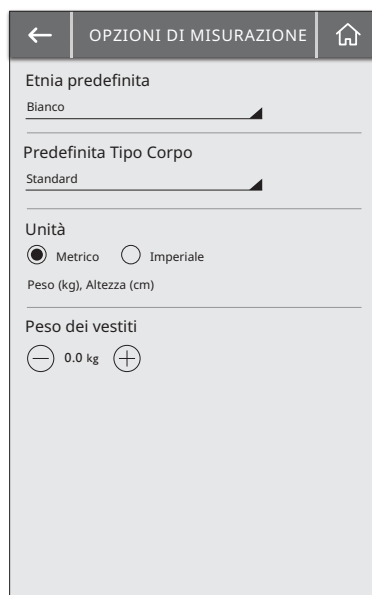 OPZIONI DI MISURAZIONE
Etnia predefinita
Bianco
Predefinita Tipo Corpo
Standard
Unità
Metrico Imperiale
Peso (kg), Altezza (cm)
Peso dei vestiti
0.0 kg